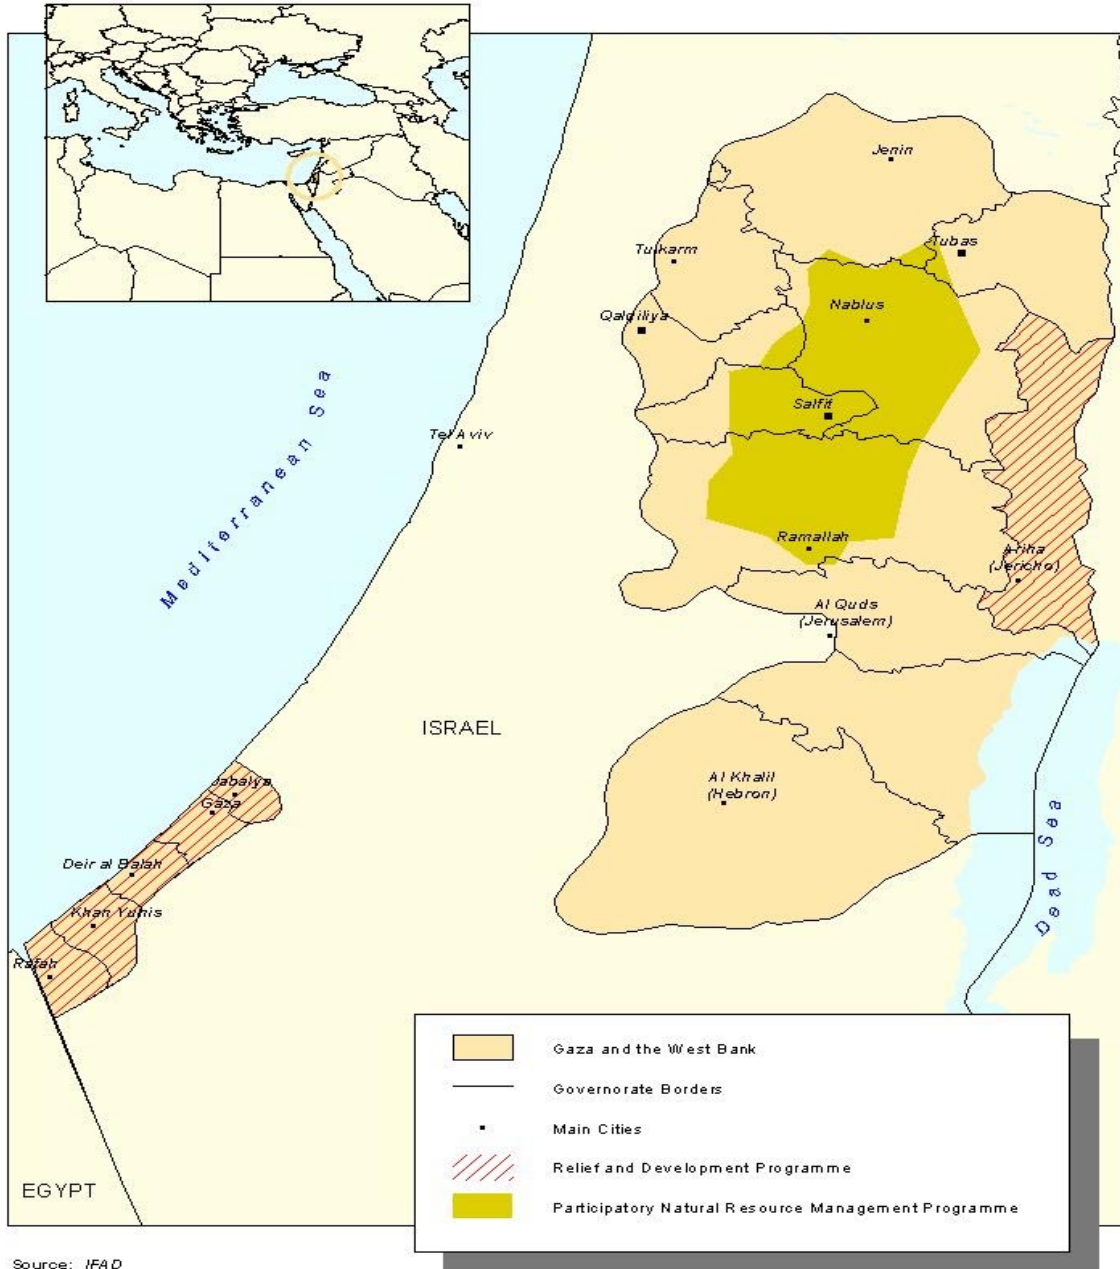 Jenin
Tubas
Tulkarm
Nablus
Qalqiliya
Salfit
Tel Aviv
Mediterranean Sea
Ramallah
Ariha
(Jericho)
Al Quds
(Jerusalem)
ISRAEL
Al Khalil
(Hebron)
Jabalya
Gaza
Dead Sea
Deir al Balah
Khan Yunis
Rafah
EGYPT
Gaza and the West Bank
Governorate Borders
Main Cities
Relief and Development Programme
Participatory Natural Resource Management Programme
Source: IFAD